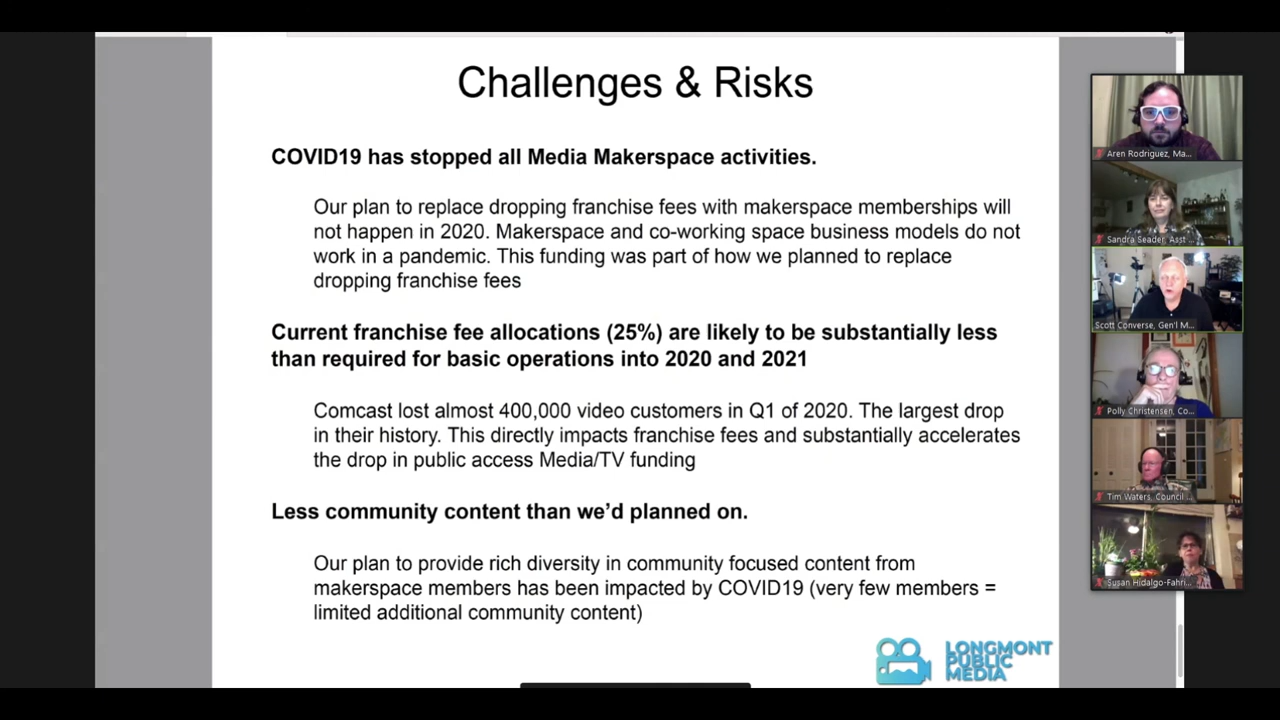 Challenges & Risks
COVID19 has stopped all Media Makerspace activities.
Our plan to replace dropping franchise fees with makerspace memberships will
not happen in 2020. Makerspace and co-working space business models do not
work in a pandemic. This funding was part of how we planned to replace
dropping franchise fees
Current franchise fee allocations (25%) are likely to be substantially less
than required for basic operations into 2020 and 2021
Comcast lost almost 400,000 video customers in Q1 of 2020. The largest drop
in their history. This directly impacts franchise fees and substantially accelerates
the drop in public access Media/TV funding
Less community content than we'd planned on.
Our plan to provide rich diversity in community focused content from
makerspace members has been impacted by COVID19 (very few members =
limited additional community content)
LONGMONT
PUBLIC
MEDIA
Aren Rodriguez, Ma...
Sandra Seader, Asst ...
Scott Converse, Gen'l M...
Polly Christensen, Co...
Tim Waters, Council ...
Susan Hidalgo-Fahri...